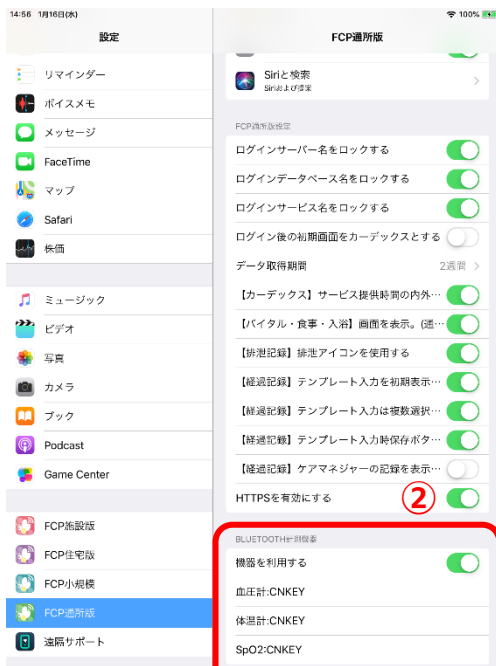 14:56 1月16日(水)
100%
設定
FCP通所版
リマインダー
ボイスメモ
メッセージ
FaceTime
マップ
Safari
株価
ミュージック
ビデオ
写真
カメラ
ブック
Podcast
Game Center
FCP施設版
FCP住宅版
FCP小規模
FCP通所版
遠隔サポート
Siriと検索
Siriおよび提案
FCP通所版設定
ログインサーバー名をロックする
ログインデータベース名をロックする
ログインサービス名をロックする
ログイン後の初期画面をカーデックスとする
データ取得期間 2週間
【カーデックス】サービス提供時間の内外…
【バイタル・食事・入浴】画面を表示。(通…
【排泄記録】排泄アイコンを使用する
【経過記録】テンプレート入力を初期表示…
【経過記録】テンプレート入力は複数選択…
【経過記録】テンプレート入力時保存ボタ…
【経過記録】ケアマネジャーの記録を表示…
HTTPSを有効にする
②
BLUETOOTH計測機器
機器を利用する
血圧計:CNKEY
体温計:CNKEY
SpO2:CNKEY